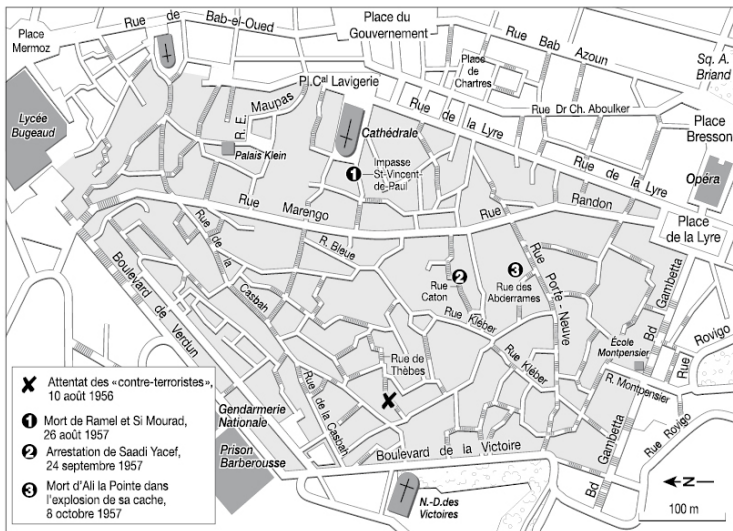 Place
Mermoz
Rue de Bab-el-Oued
Place du
Gouvernement
Rue Bab Azoun
Sq. A.
Briand
Place
de
Chartres
Pl. Cal Lavigerie
Maupas
R. E.
Lycée
Bugeaud
Palais Klein
Cathédrale
Rue de la Lyre
Rue Dr Ch. Aboulker
Place
Bresson
Opéra
Rue de la Lyre
1
Impasse
St-Vincent-
de-Paul
Rue Marengo
Rue Randon
Place
de la Lyre
R. Bleue
Rue de la Casbah
2
Rue
Caton
3
Rue des
Abderrames
Rue Porte-Neuve
Bd Gambetta
Boulevard de Verdun
Rue Kléber
Rue Kléber
Rue de
Thèbes
École
Montpensier
Rue Rovigo
R. Montpensier
Rue de la Casbah
Gendarmerie
Nationale
Prison
Barberousse
Boulevard de la Victoire
Bd Gambetta
Rue Rovigo
N.-D. des
Victoires
N
100 m
Attentat des «contre-terroristes»,
10 août 1956
1 Mort de Ramel et Si Mourad,
26 août 1957
2 Arrestation de Saadi Yacef,
24 septembre 1957
3 Mort d'Ali la Pointe dans
l'explosion de sa cache,
8 octobre 1957